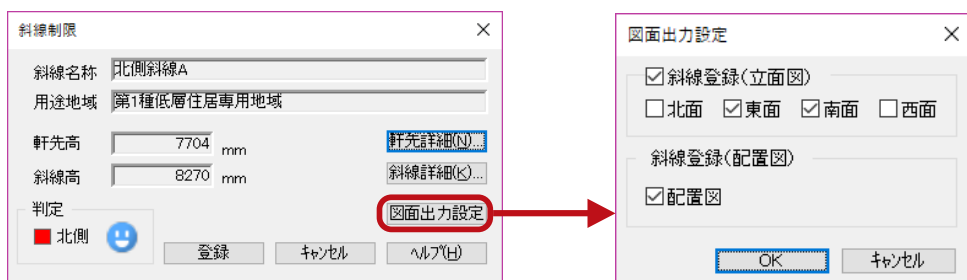 斜線制限
斜線名称 北側斜線A
用途地域 第1種低層住居専用地域
軒先高 7704 mm 軒先詳細(N)...
斜線高 8270 mm 斜線詳細(K)...
判定 図面出力設定
北側
登録 キャンセル ヘルプ(H)
図面出力設定
斜線登録(立面図)
北面 東面 南面 西面
斜線登録(配置図)
配置図
OK キャンセル